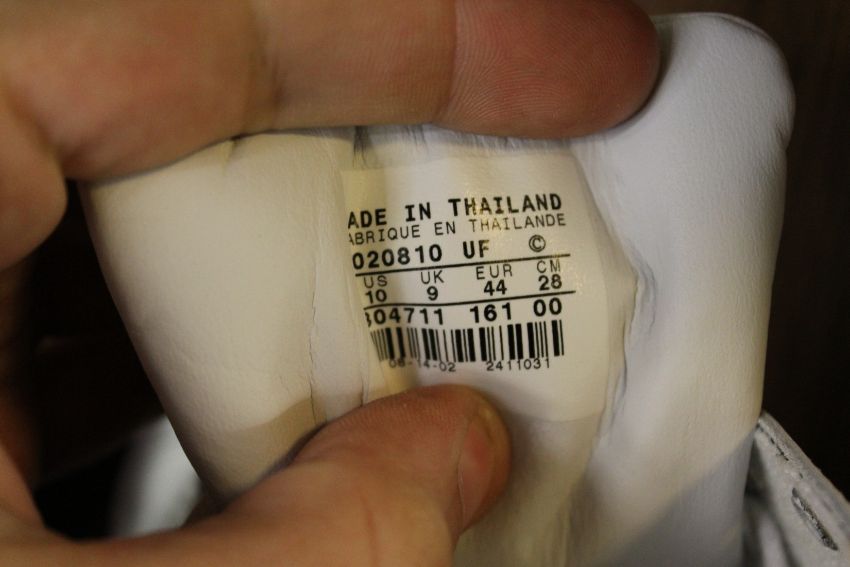 ADE IN THAILAND
ABRIQUE EN THAILANDE
020810 UF ©
US UK EUR CM
10 9 44 28
304711 161 00
08-14-02 2411031